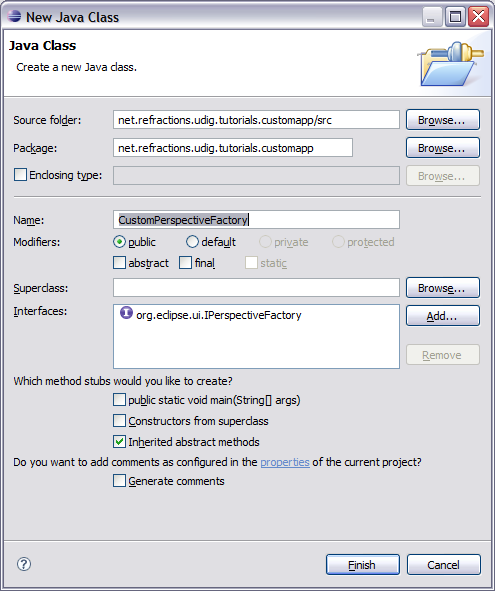 New Java Class
Java Class
Create a new Java class.
Source folder: net.refractions.udig.tutorials.customapp/src Browse...
Package: net.refractions.udig.tutorials.customapp Browse...
Enclosing type: Browse...
Name: CustomPerspectiveFactory
Modifiers: public default private protected
abstract final static
Superclass: Browse...
Interfaces: org.eclipse.ui.IPerspectiveFactory Add...
Remove
Which method stubs would you like to create?
public static void main(String[] args)
Constructors from superclass
Inherited abstract methods
Do you want to add comments as configured in the properties of the current project?
Generate comments
? Finish Cancel